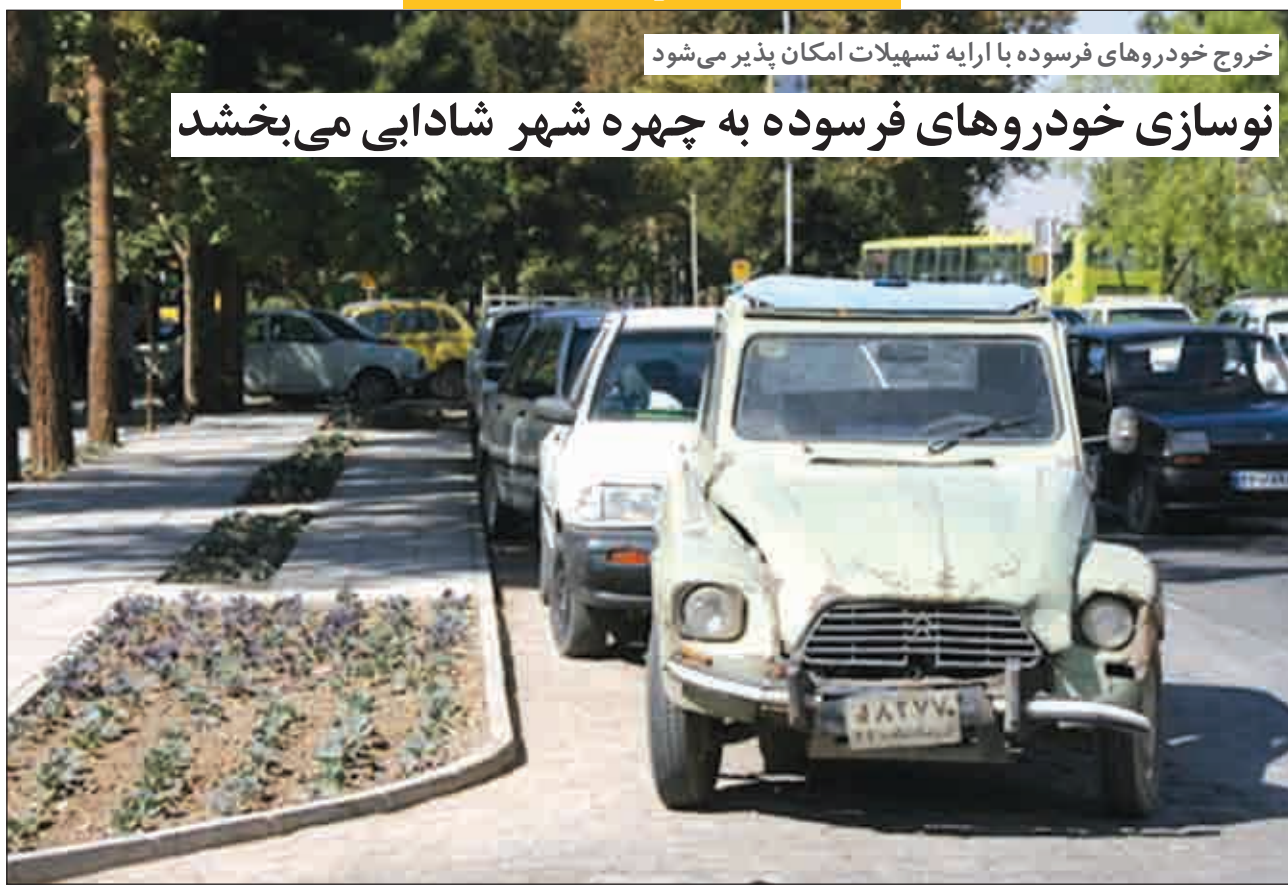 خروج خودروهای فرسوده با ارایه تسهیلات امکان پذیر می‌شود
نوسازی خودروهای فرسوده به چهره شهر شادابی می‌بخشد